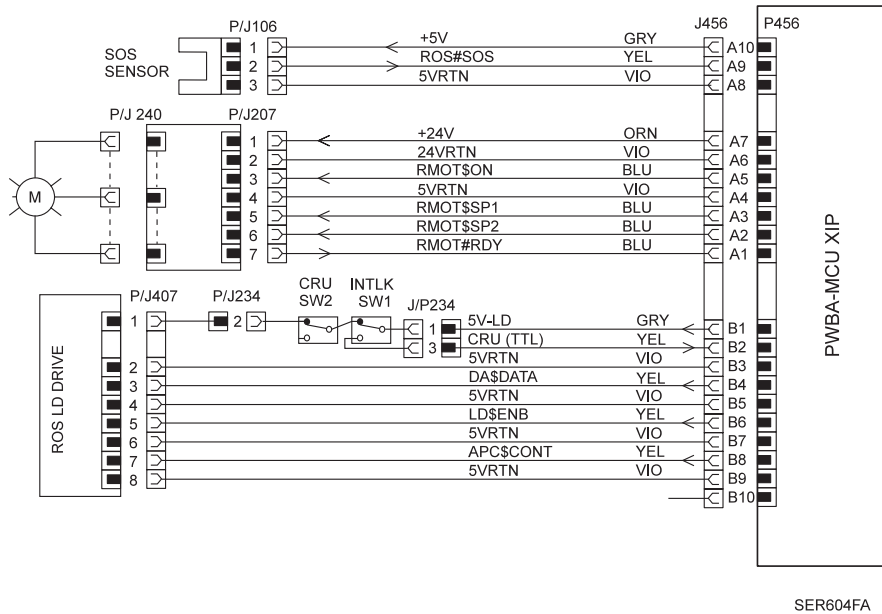 P/J106 J456 P456
SOS SENSOR
1 +5V GRY A10
2 ROS#SOS YEL A9
3 5VRTN VIO A8
P/J 240 P/J207
M
1 +24V ORN A7
2 24VRTN VIO A6
3 RMOT$ON BLU A5
4 5VRTN VIO A4
5 RMOT$SP1 BLU A3
6 RMOT$SP2 BLU A2
7 RMOT#RDY BLU A1
PWBA-MCU XIP
ROS LD DRIVE
P/J407 P/J234 CRU SW2 INTLK SW1 J/P234
1 2 1 5V-LD GRY B1
3 CRU (TTL) YEL B2
2 5VRTN VIO B3
3 DA$DATA YEL B4
4 5VRTN VIO B5
5 LD$ENB YEL B6
6 5VRTN VIO B7
7 APC$CONT YEL B8
8 5VRTN VIO B9
B10
SER604FA